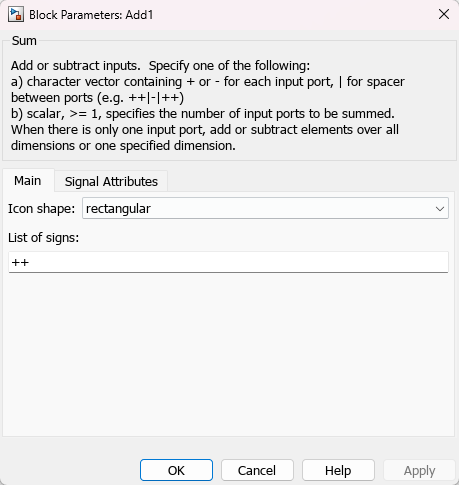 Block Parameters: Add1
Sum
Add or subtract inputs.  Specify one of the following:
a) character vector containing + or - for each input port, | for spacer
between ports (e.g. ++|-|++)
b) scalar, >= 1, specifies the number of input ports to be summed.
When there is only one input port, add or subtract elements over all
dimensions or one specified dimension.
Main Signal Attributes
Icon shape: rectangular
List of signs:
++
OK Cancel Help Apply